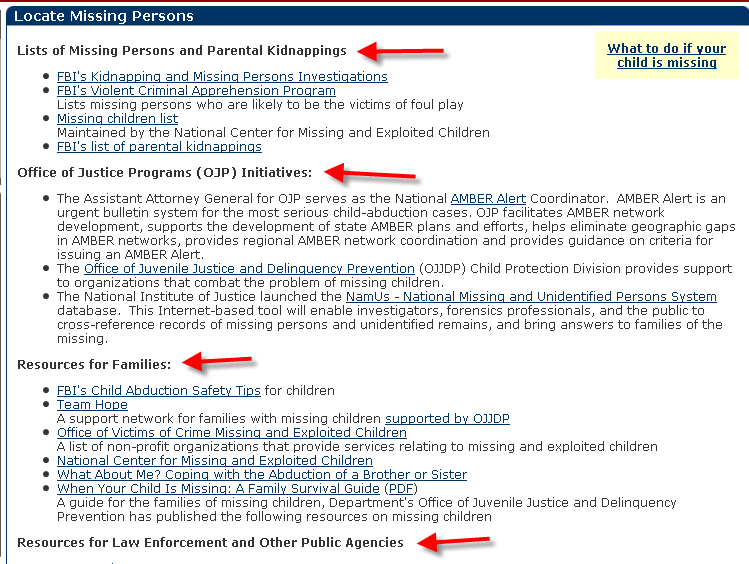 Locate Missing Persons
Lists of Missing Persons and Parental Kidnappings
What to do if your
child is missing
FBI's Kidnapping and Missing Persons Investigations
FBI's Violent Criminal Apprehension Program
Lists missing persons who are likely to be the victims of foul play
Missing children list
Maintained by the National Center for Missing and Exploited Children
FBI's list of parental kidnappings
Office of Justice Programs (OJP) Initiatives:
The Assistant Attorney General for OJP serves as the National AMBER Alert Coordinator.  AMBER Alert is an
urgent bulletin system for the most serious child-abduction cases. OJP facilitates AMBER network
development, supports the development of state AMBER plans and efforts, helps eliminate geographic gaps
in AMBER networks, provides regional AMBER network coordination and provides guidance on criteria for
issuing an AMBER Alert.
The Office of Juvenile Justice and Delinquency Prevention (OJJDP) Child Protection Division provides support
to organizations that combat the problem of missing children.
The National Institute of Justice launched the NamUs - National Missing and Unidentified Persons System
database.  This Internet-based tool will enable investigators, forensics professionals, and the public to
cross-reference records of missing persons and unidentified remains, and bring answers to families of the
missing.
Resources for Families:
FBI's Child Abduction Safety Tips for children
Team Hope
A support network for families with missing children supported by OJJDP
Office of Victims of Crime Missing and Exploited Children
A list of non-profit organizations that provide services relating to missing and exploited children
National Center for Missing and Exploited Children
What About Me? Coping with the Abduction of a Brother or Sister
When Your Child Is Missing: A Family Survival Guide (PDF)
A guide for the families of missing children, Department's Office of Juvenile Justice and Delinquency
Prevention has published the following resources on missing children
Resources for Law Enforcement and Other Public Agencies